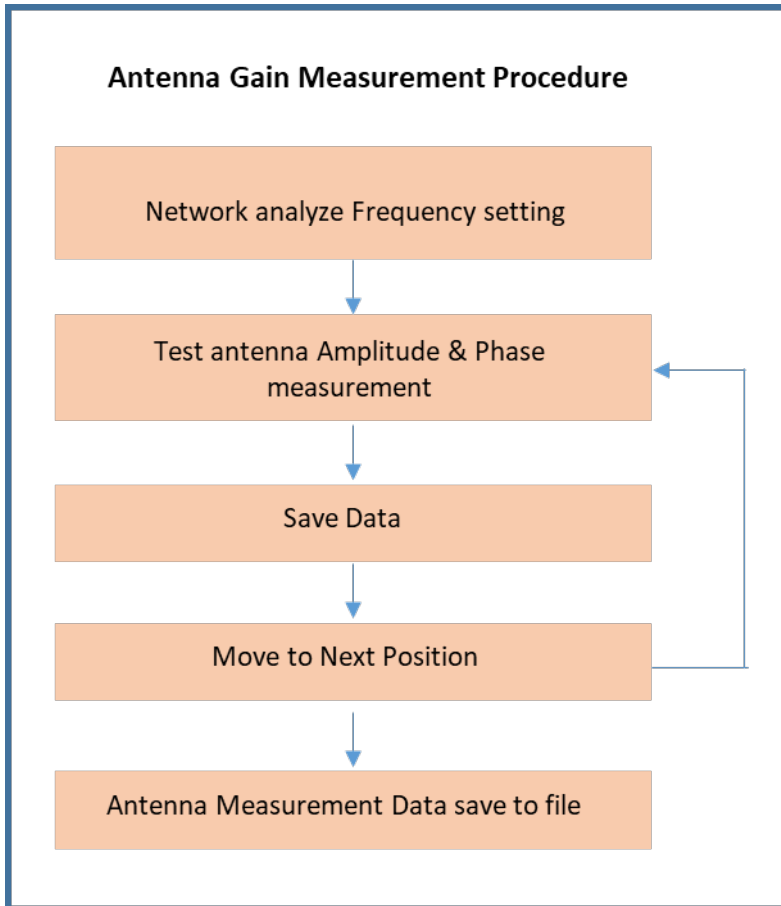 Antenna Gain Measurement Procedure
Network analyze Frequency setting
Test antenna Amplitude & Phase
measurement
Save Data
Move to Next Position
Antenna Measurement Data save to file